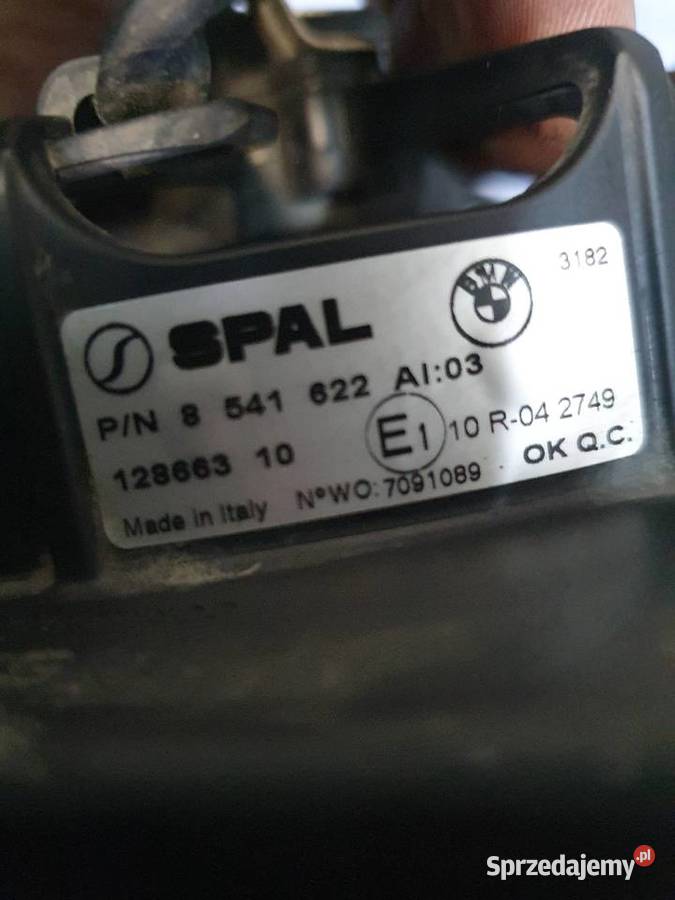 BMW
3182
SPAL
P/N 8 541 622 AI:03
128663 10 E1 10 R-04 2749
Made in Italy N°WO:7091089 · OK Q.C.
Sprzedajemy.pl